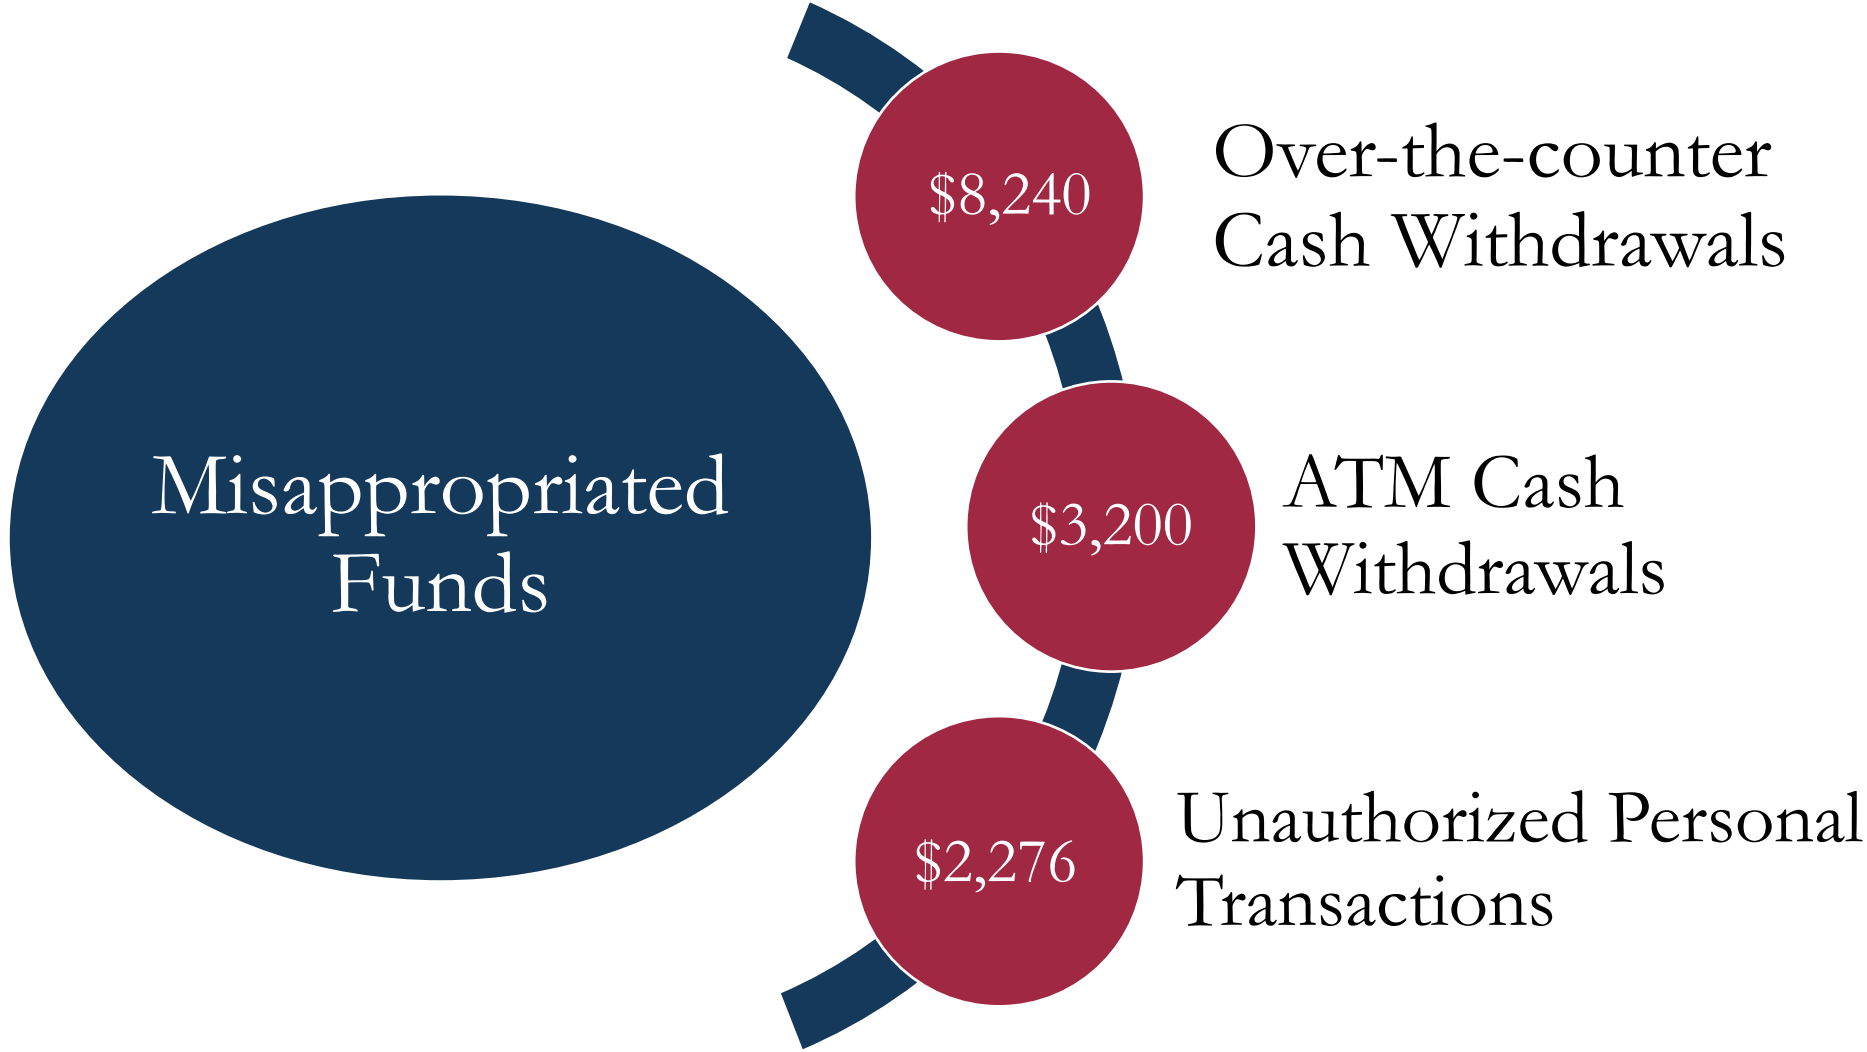 Misappropriated
Funds
$8,240
Over-the-counter
Cash Withdrawals
$3,200
ATM Cash
Withdrawals
$2,276
Unauthorized Personal
Transactions